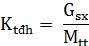 K_tđh = G_sx / M_tt